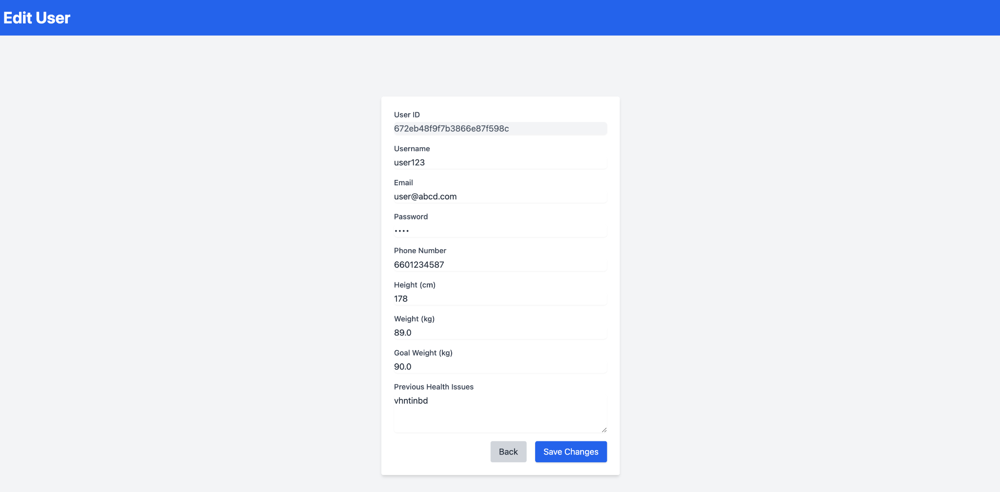 Edit User
User ID
672eb48f9f7b3866e87f598c
Username
user123
Email
user@abcd.com
Password
••••
Phone Number
6601234587
Height (cm)
178
Weight (kg)
89.0
Goal Weight (kg)
90.0
Previous Health Issues
vhntinbd
Back
Save Changes